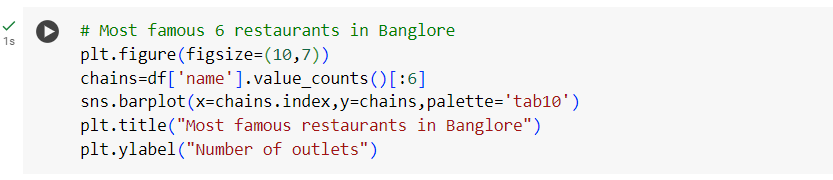 # Most famous 6 restaurants in Banglore
1s
plt.figure(figsize=(10,7))
chains=df['name'].value_counts()[:6]
sns.barplot(x=chains.index,y=chains,palette='tab10')
plt.title("Most famous restaurants in Banglore")
plt.ylabel("Number of outlets")